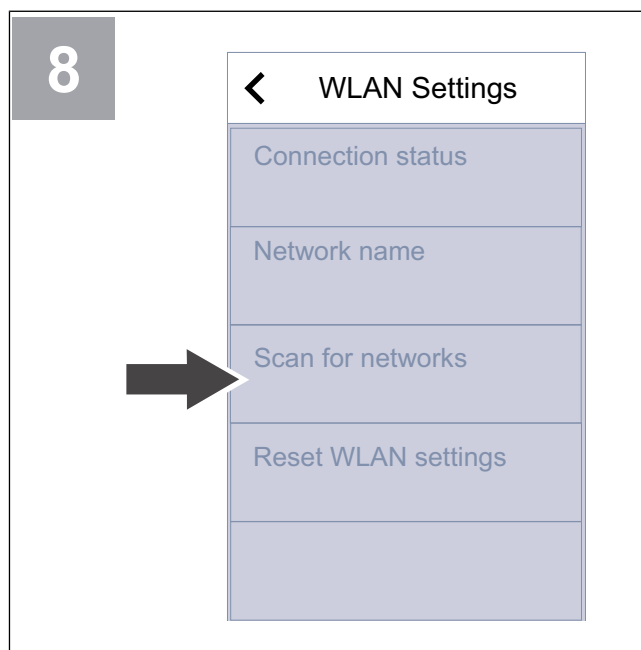 8
WLAN Settings
Connection status
Network name
Scan for networks
Reset WLAN settings